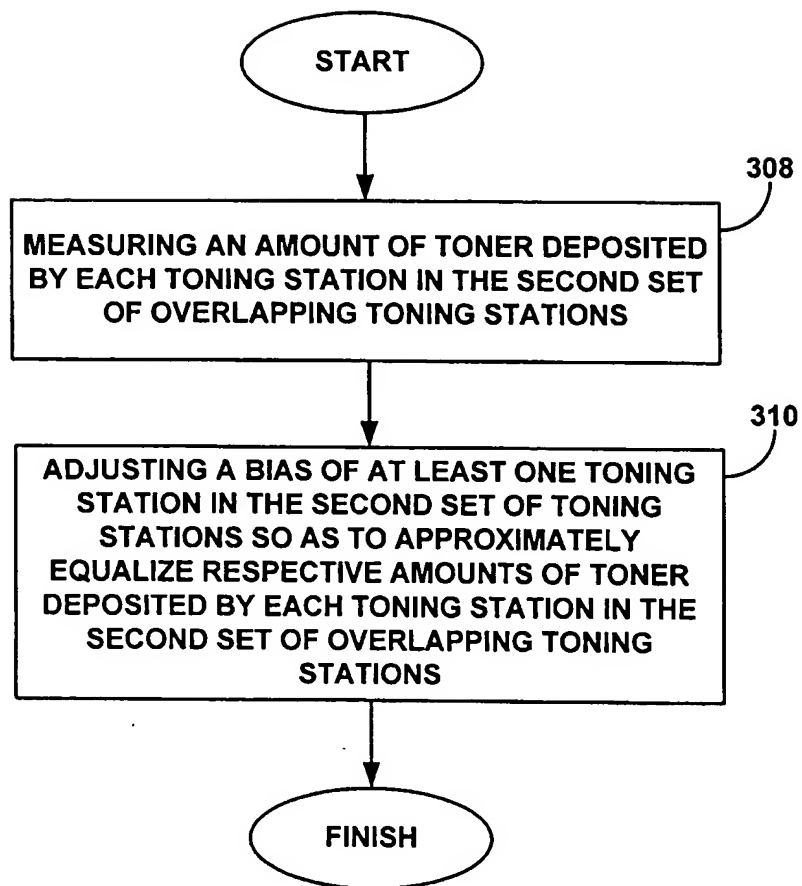 START
308
MEASURING AN AMOUNT OF TONER DEPOSITED
BY EACH TONING STATION IN THE SECOND SET
OF OVERLAPPING TONING STATIONS
310
ADJUSTING A BIAS OF AT LEAST ONE TONING
STATION IN THE SECOND SET OF TONING
STATIONS SO AS TO APPROXIMATELY
EQUALIZE RESPECTIVE AMOUNTS OF TONER
DEPOSITED BY EACH TONING STATION IN THE
SECOND SET OF OVERLAPPING TONING
STATIONS
FINISH